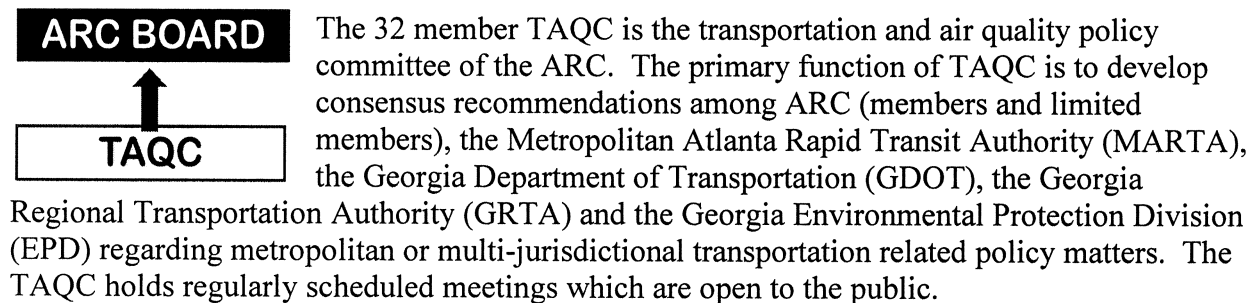 ARC BOARD
TAQC
The 32 member TAQC is the transportation and air quality policy
committee of the ARC. The primary function of TAQC is to develop
consensus recommendations among ARC (members and limited
members), the Metropolitan Atlanta Rapid Transit Authority (MARTA),
the Georgia Department of Transportation (GDOT), the Georgia
Regional Transportation Authority (GRTA) and the Georgia Environmental Protection Division
(EPD) regarding metropolitan or multi-jurisdictional transportation related policy matters. The
TAQC holds regularly scheduled meetings which are open to the public.